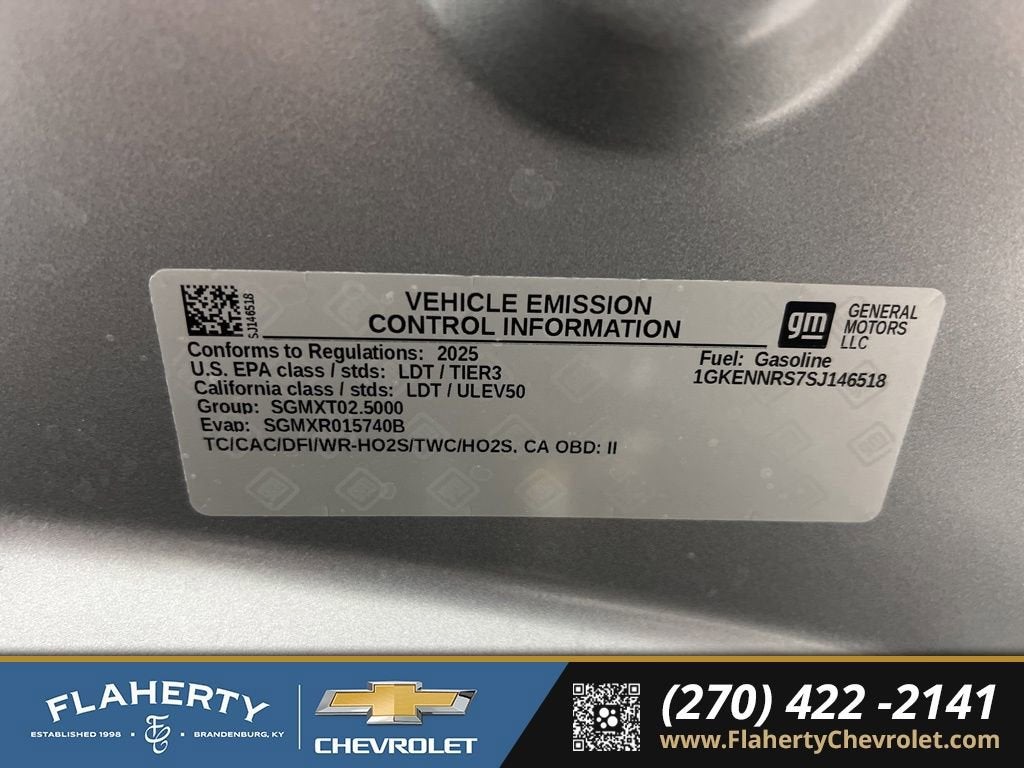 SJ146518
VEHICLE EMISSION
CONTROL INFORMATION
gm
GENERAL
MOTORS
LLC
Conforms to Regulations: 2025
U.S. EPA class / stds: LDT / TIER3
California class / stds: LDT / ULEV50
Group: SGMXT02.5000
Evap: SGMXR015740B
TC/CAC/DFI/WR-HO2S/TWC/HO2S. CA OBD: II
Fuel: Gasoline
1GKENNRS7SJ146518
FLAHERTY
ESTABLISHED 1998 • • BRANDENBURG, KY
CHEVROLET
(270) 422 -2141
www.FlahertyChevrolet.com